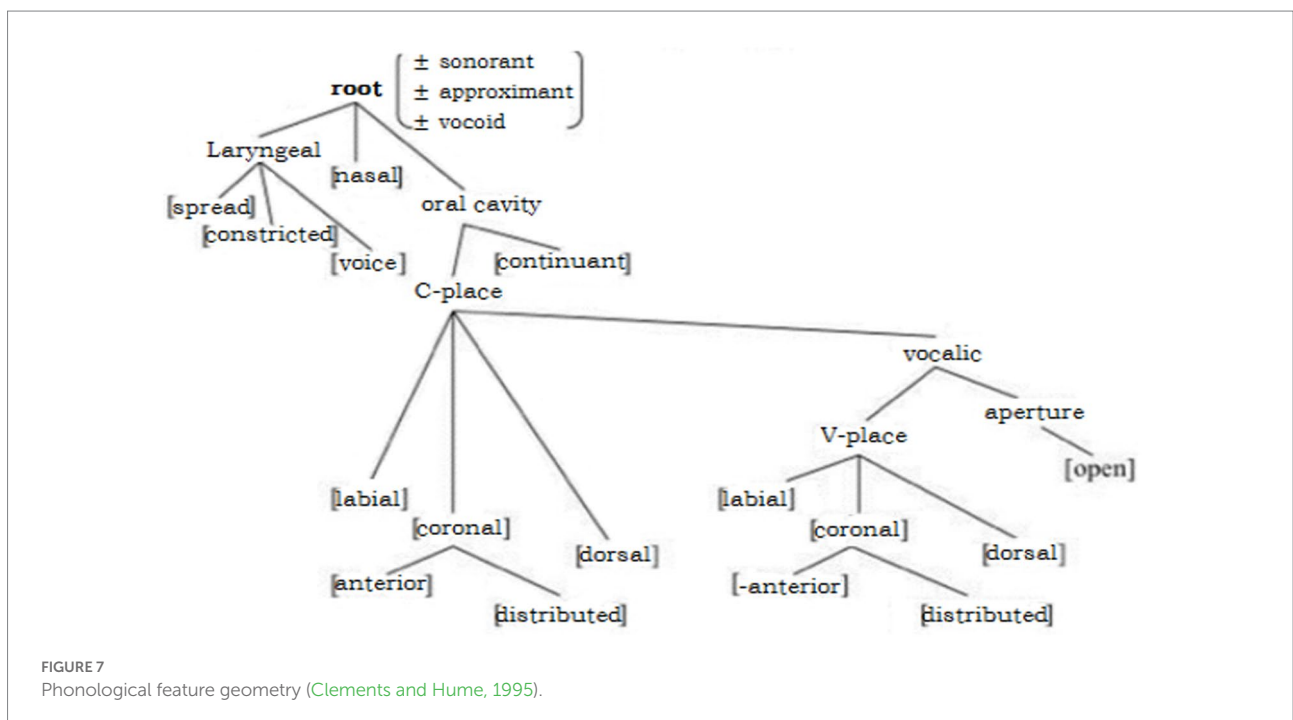 ± sonorant
root ± approximant
± vocoid
Laryngeal
[nasal]
[spread]
oral cavity
[constricted]
[voice] [continuant]
C-place
vocalic
aperture
V-place
[open]
[labial] [labial]
[coronal] [coronal]
[dorsal] [dorsal]
[anterior] [-anterior]
[distributed] [distributed]
FIGURE 7
Phonological feature geometry (Clements and Hume, 1995).